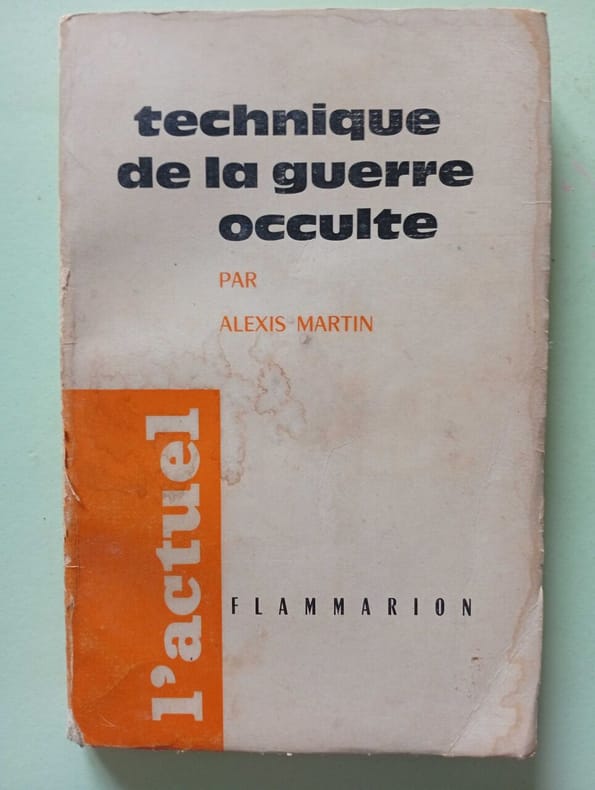 technique
de la guerre
occulte
PAR
ALEXIS MARTIN
l'actuel
FLAMMARION